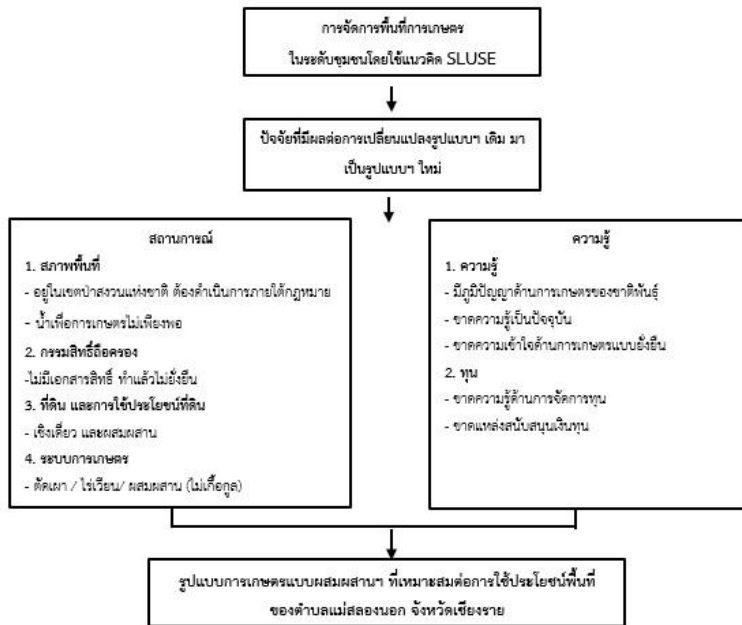 การจัดการพื้นที่การเกษตร
ในระดับชุมชนโดยใช้แนวคิด SLUSE
ปัจจัยที่มีผลต่อการเปลี่ยนแปลงรูปแบบฯ เดิม มา
เป็นรูปแบบฯ ใหม่
สถานการณ์
1. สภาพพื้นที่
- อยู่ในเขตป่าสงวนแห่งชาติ ต้องดำเนินการภายใต้กฎหมาย
- น้ำเพื่อการเกษตรไม่เพียงพอ
2. กรรมสิทธิ์ถือครอง
-ไม่มีเอกสารสิทธิ์ ทำแล้วไม่ยั่งยืน
3. ที่ดิน และการใช้ประโยชน์ที่ดิน
- เชิงเดี่ยว และผสมผสาน
4. ระบบการเกษตร
- ตัดเผา / ไร่เวียน/ ผสมผสาน (ไม่เกื้อกูล)
ความรู้
1. ความรู้
- มีภูมิปัญญาด้านการเกษตรของชาติพันธุ์
- ขาดความรู้เป็นปัจจุบัน
- ขาดความเข้าใจด้านการเกษตรแบบยั่งยืน
2. ทุน
- ขาดความรู้ด้านการจัดการทุน
- ขาดแหล่งสนับสนุนเงินทุน
รูปแบบการเกษตรแบบผสมผสานฯ ที่เหมาะสมต่อการใช้ประโยชน์พื้นที่
ของตำบลแม่สลองนอก จังหวัดเชียงราย